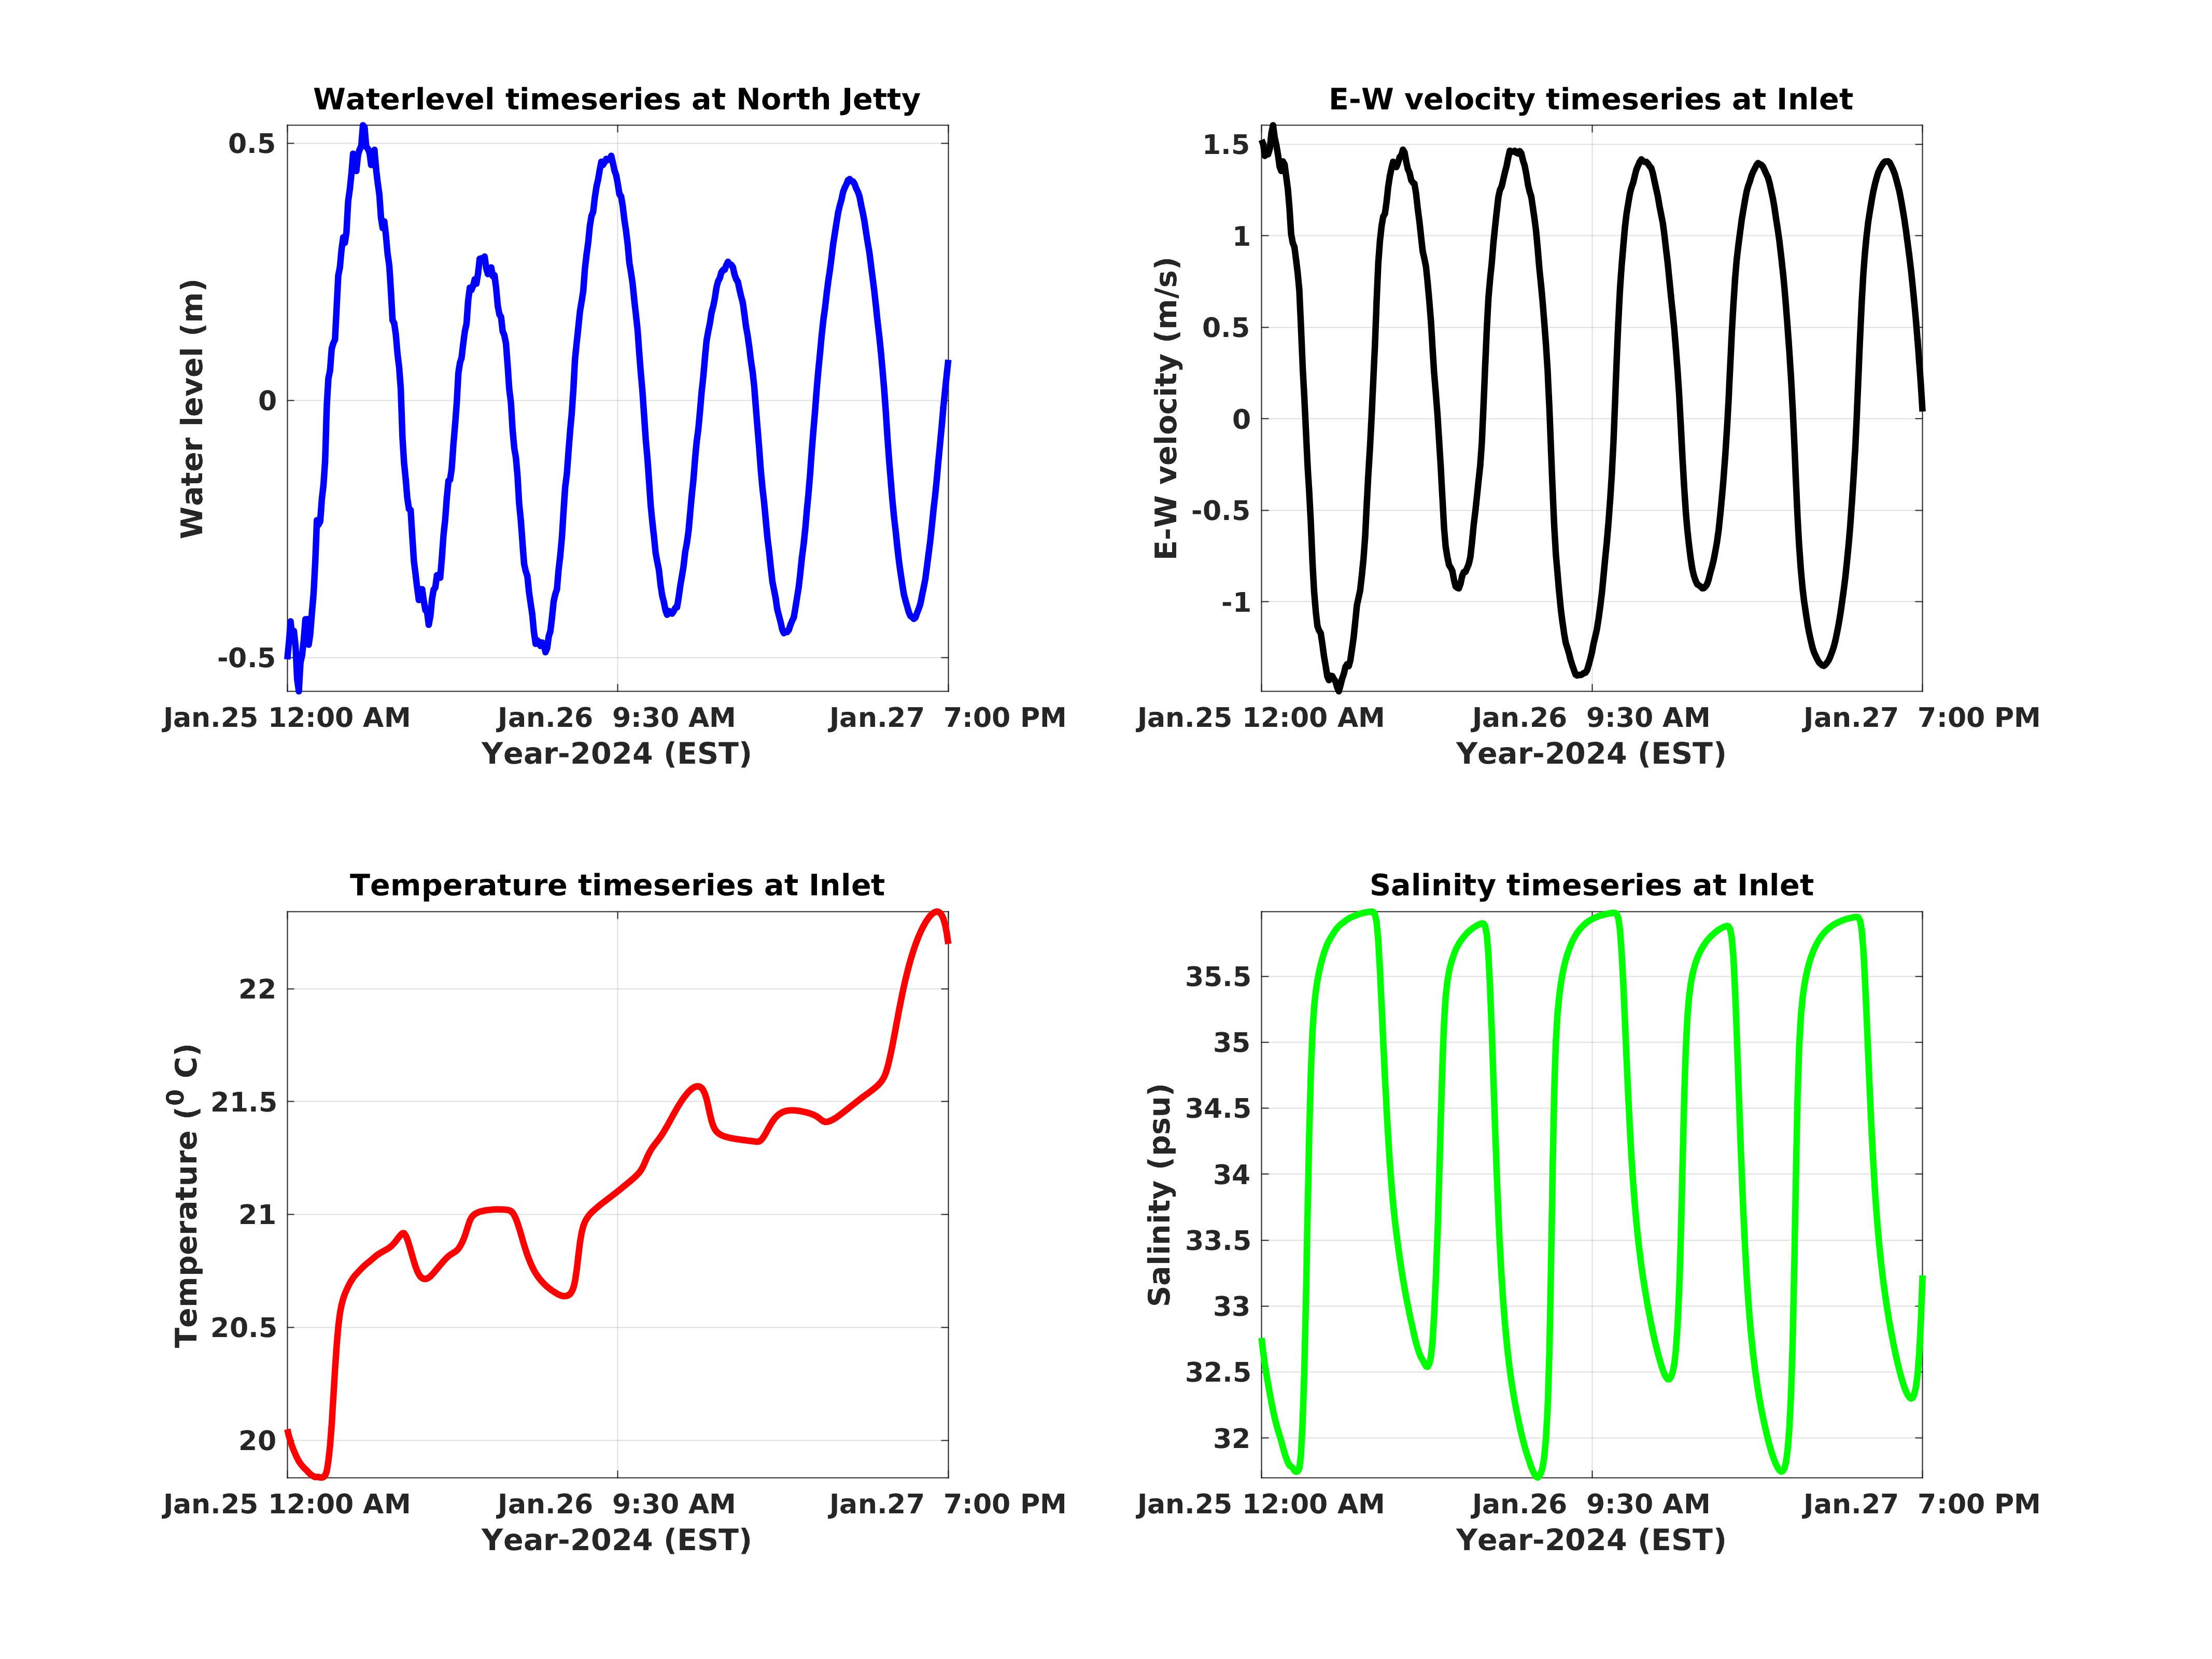 Waterlevel timeseries at North Jetty
0.5
0
-0.5
Water level (m)
Jan.25 12:00 AM Jan.26 9:30 AM Jan.27 7:00 PM
Year-2024 (EST)
E-W velocity timeseries at Inlet
1.5
1
0.5
0
-0.5
-1
E-W velocity (m/s)
Jan.25 12:00 AM Jan.26 9:30 AM Jan.27 7:00 PM
Year-2024 (EST)
Temperature timeseries at Inlet
22
21.5
21
20.5
20
Temperature (⁰ C)
Jan.25 12:00 AM Jan.26 9:30 AM Jan.27 7:00 PM
Year-2024 (EST)
Salinity timeseries at Inlet
35.5
35
34.5
34
33.5
33
32.5
32
Salinity (psu)
Jan.25 12:00 AM Jan.26 9:30 AM Jan.27 7:00 PM
Year-2024 (EST)